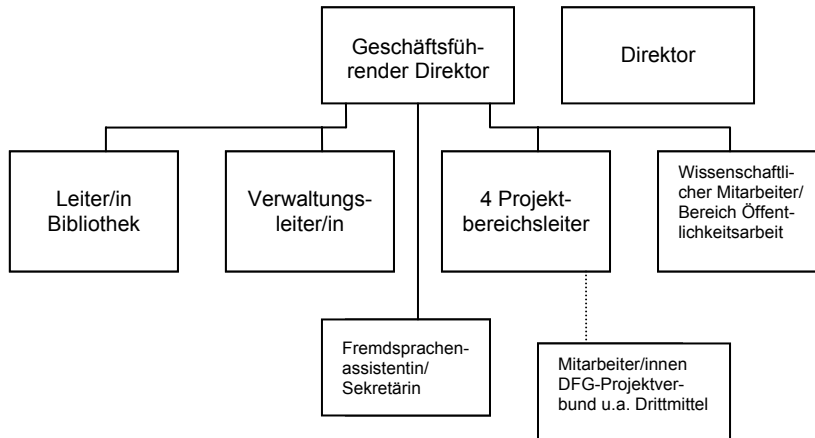 Geschäftsfüh-
render Direktor
Direktor
Leiter/in
Bibliothek
Verwaltungs-
leiter/in
4 Projekt-
bereichsleiter
Wissenschaftli-
cher Mitarbeiter/
Bereich Öffent-
lichkeitsarbeit
Fremdsprachen-
assistentin/
Sekretärin
Mitarbeiter/innen
DFG-Projektver-
bund u.a. Drittmittel